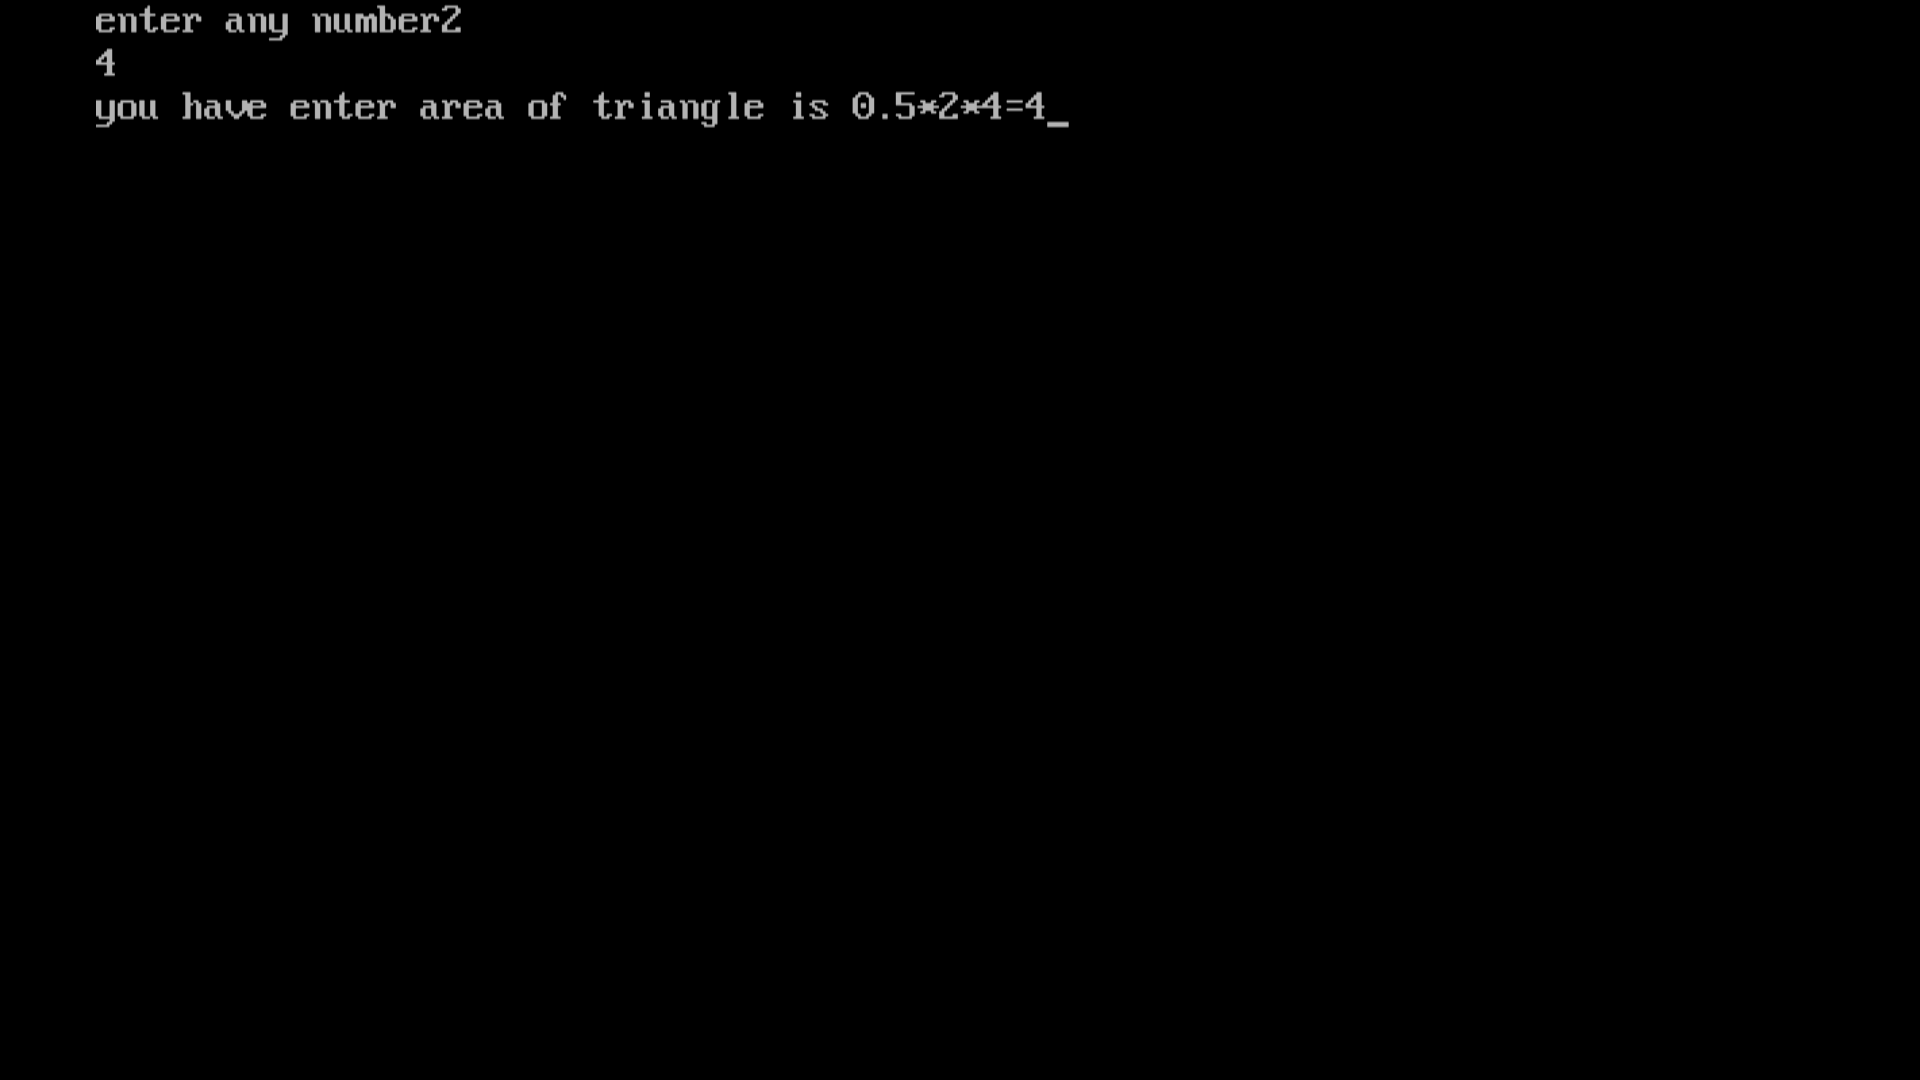 enter any number2
4
you have enter area of triangle is 0.5*2*4=4_